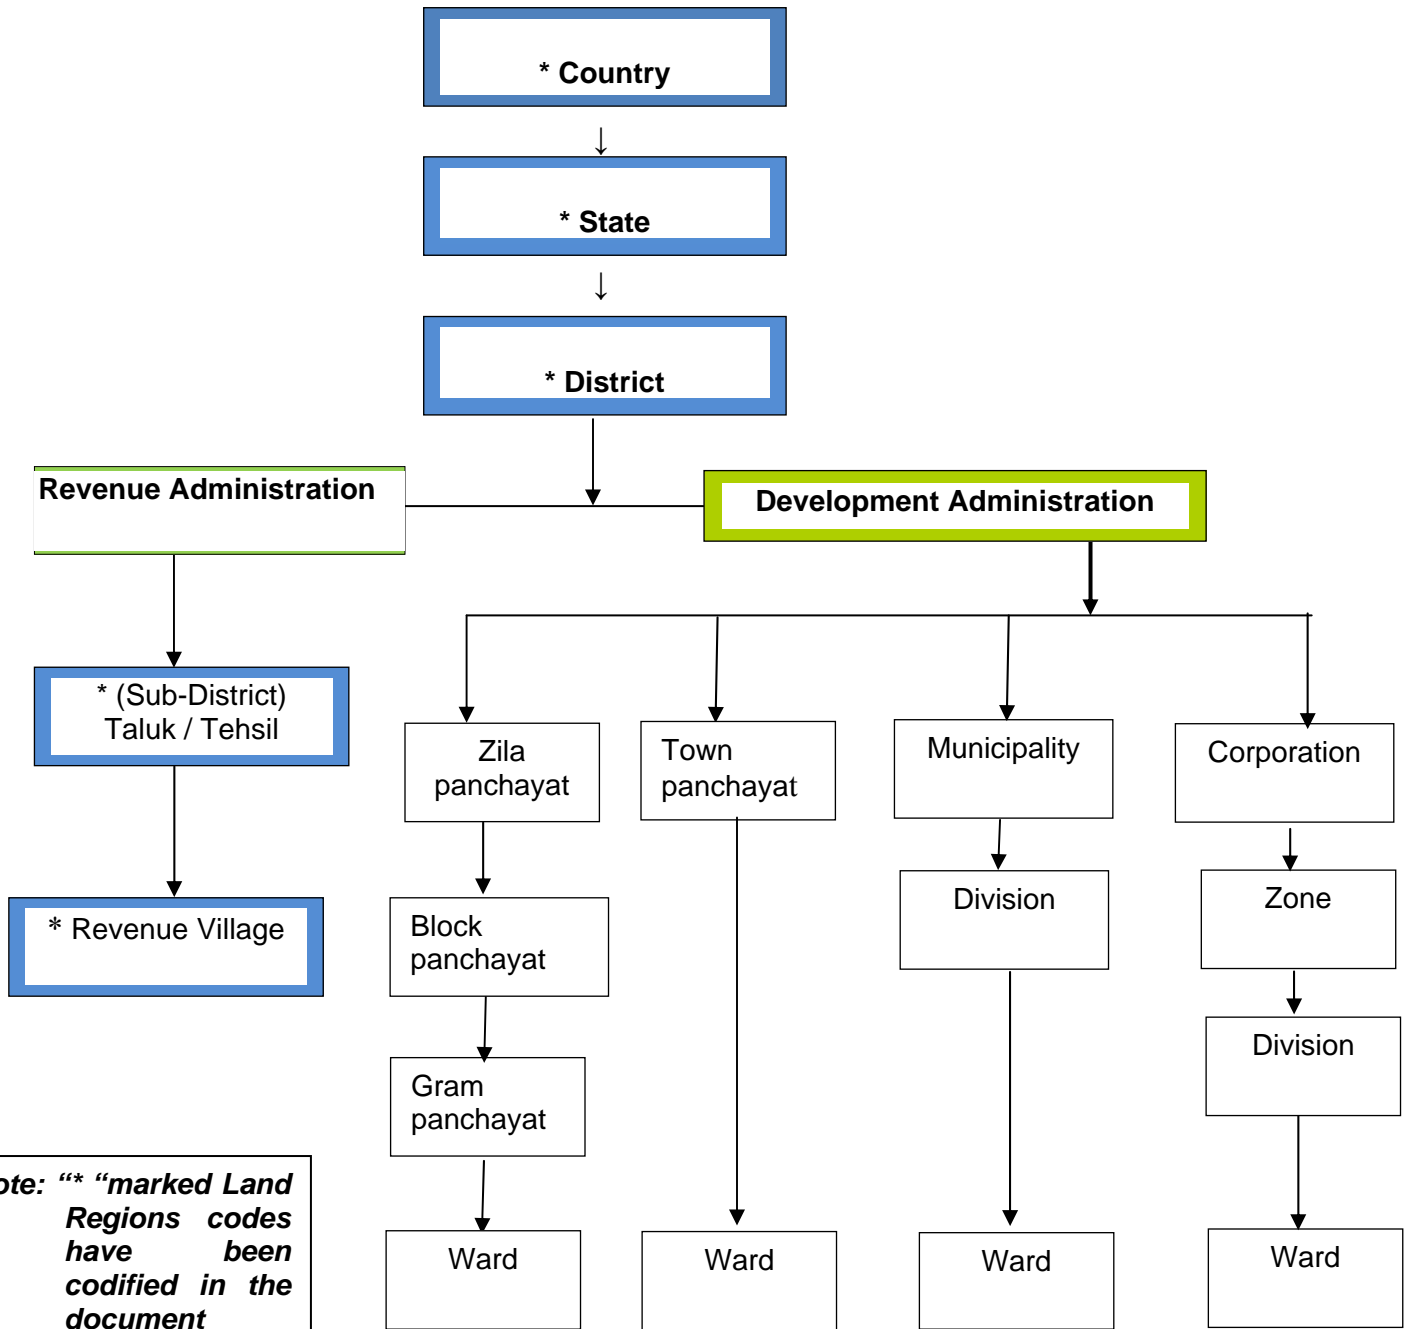 * Country
↓
* State
↓
* District
Revenue Administration
Development Administration
* (Sub-District)
Taluk / Tehsil
* Revenue Village
Zila
panchayat
Block
panchayat
Gram
panchayat
Ward
Town
panchayat
Ward
Municipality
Division
Ward
Corporation
Zone
Division
Ward
ote: “* “marked Land
Regions codes
have been
codified in the
document